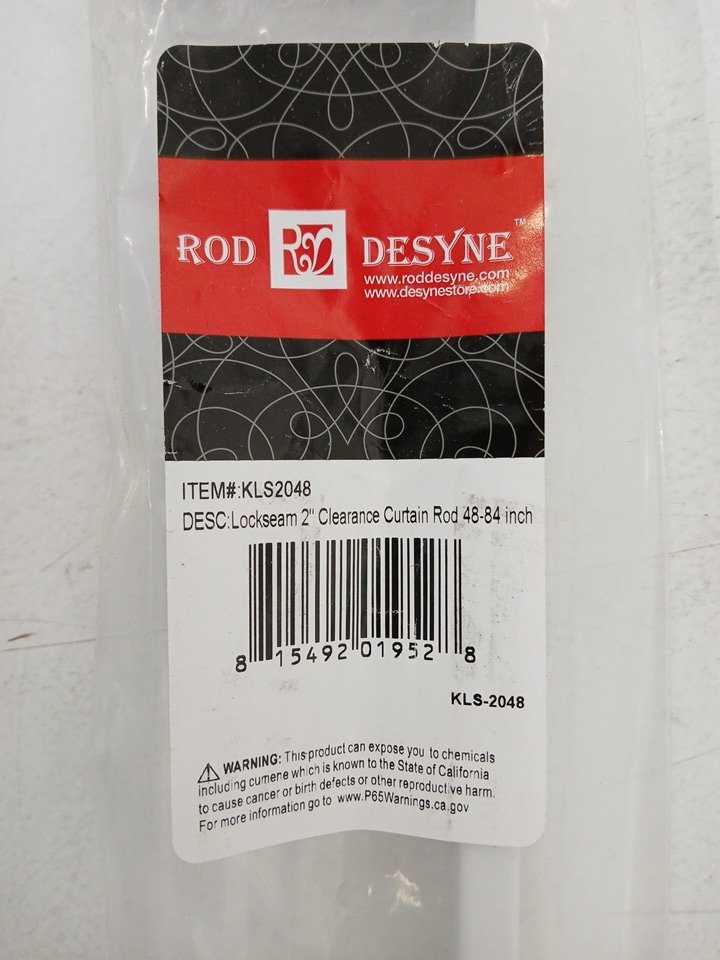 ROD RD DESYNE™
www.roddesyne.com
www.desynestore.com
ITEM#:KLS2048
DESC:Lockseam 2" Clearance Curtain Rod 48-84 inch
8 15492 01952 8
KLS-2048
WARNING: This product can expose you to chemicals
including cumene which is known to the State of California
to cause cancer or birth defects or other reproductive harm.
For more information go to www.P65Warnings.ca.gov